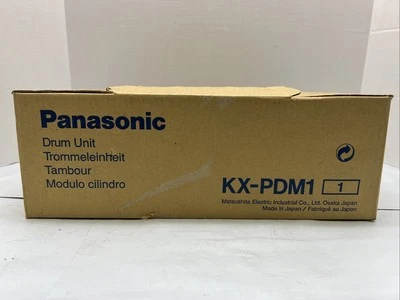 Panasonic
Drum Unit
Trommeleinheit
Tambour
Modulo cilindro
KX-PDM1 1
Matsushita Electric Industrial Co., Ltd. Osaka Japan
Made in Japan / Fabriqué au Japon